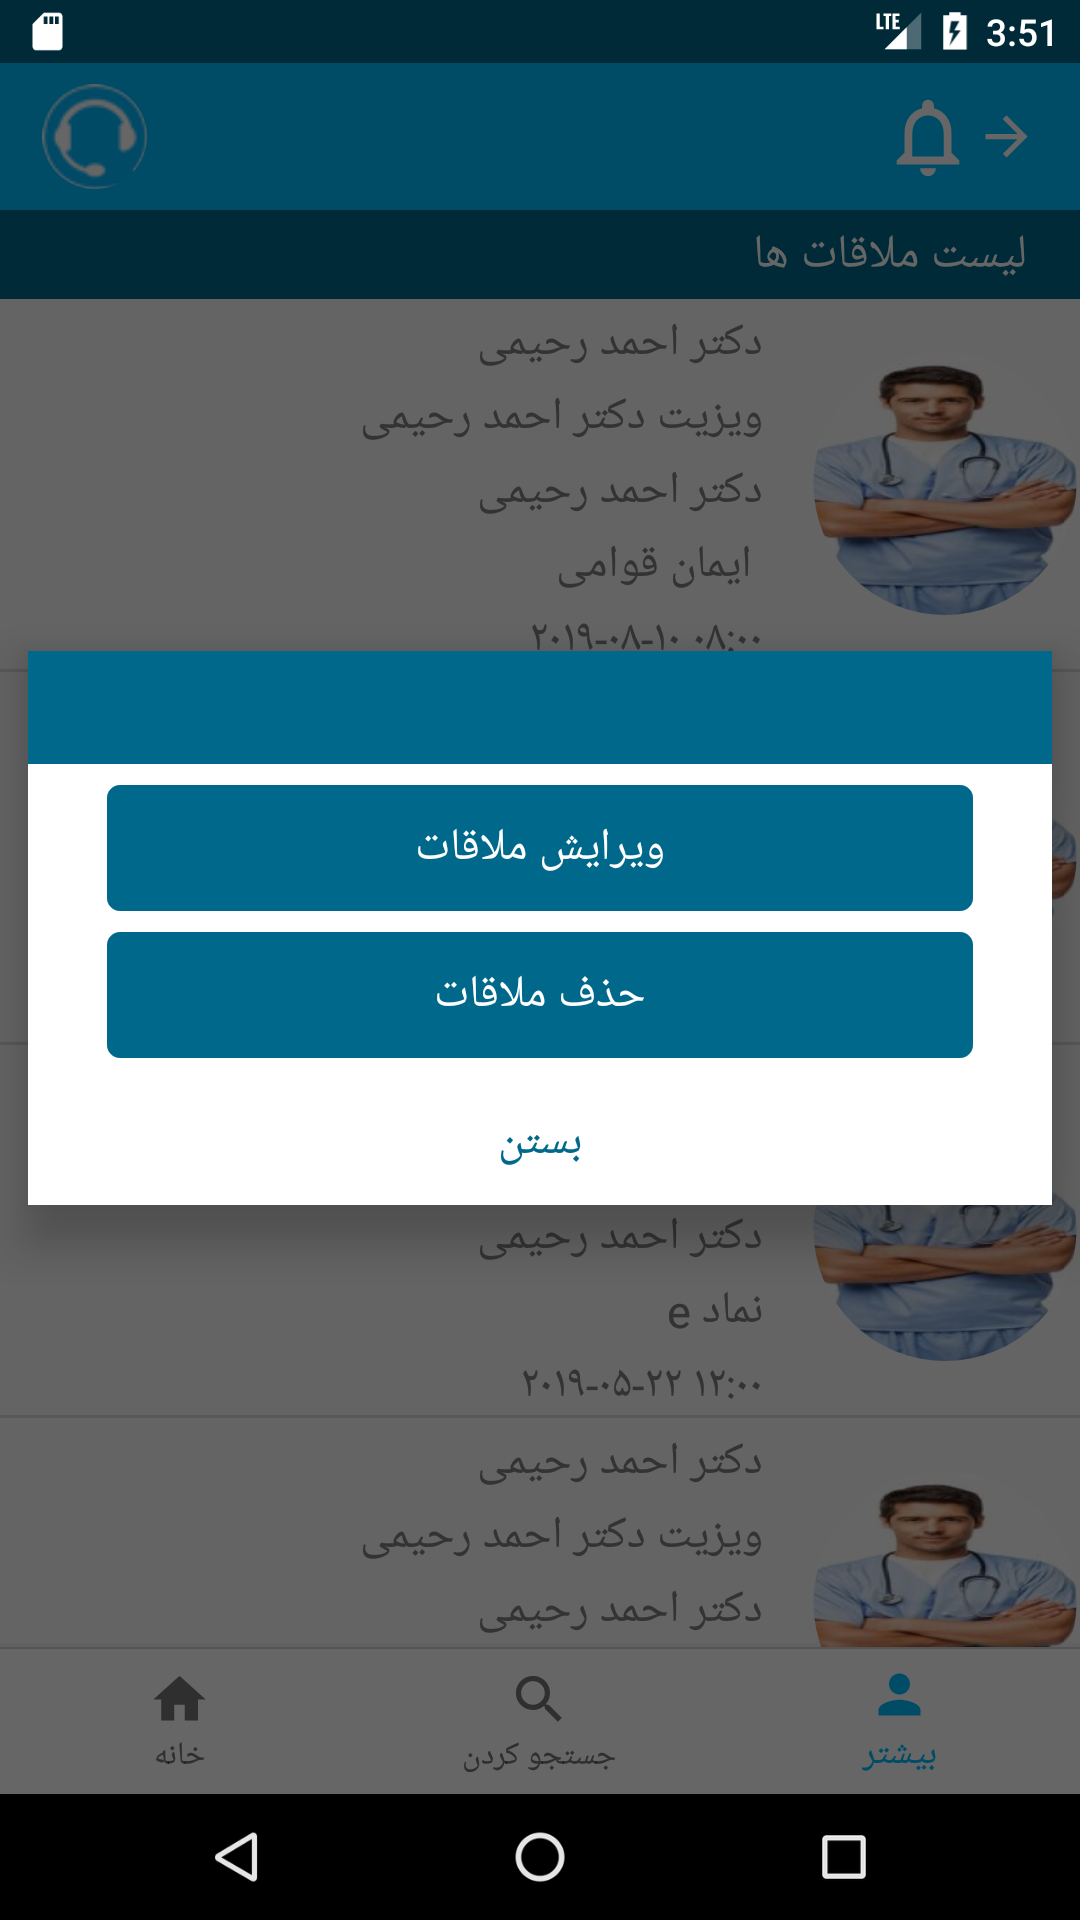 LTE 3:51
لیست ملاقات ها
دکتر احمد رحیمی
ویزیت دکتر احمد رحیمی
دکتر احمد رحیمی
ایمان قوامی
۲۰۱۹-۰۸-۱۰ ۰۸:۰۰
ویرایش ملاقات
حذف ملاقات
بستن
دکتر احمد رحیمی
نماد e
۲۰۱۹-۰۵-۲۲ ۱۲:۰۰
دکتر احمد رحیمی
ویزیت دکتر احمد رحیمی
دکتر احمد رحیمی
بیشتر
جستجو کردن
خانه